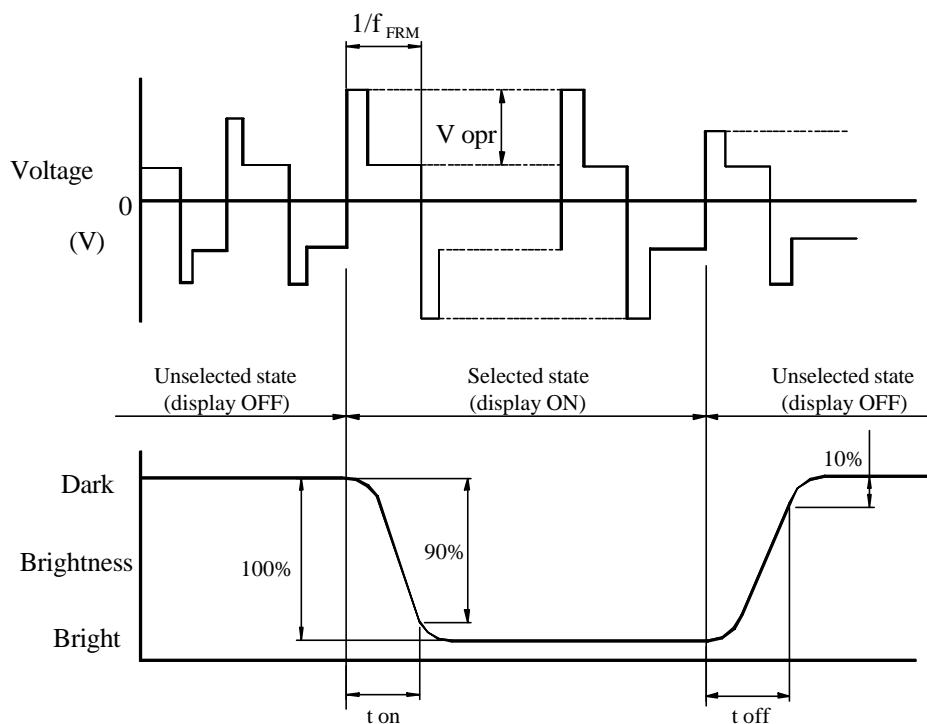 1/f FRM
V opr
Voltage
0
(V)
Unselected state
(display OFF)
Selected state
(display ON)
Unselected state
(display OFF)
10%
Dark
90%
Brightness
100%
Bright
t on
t off